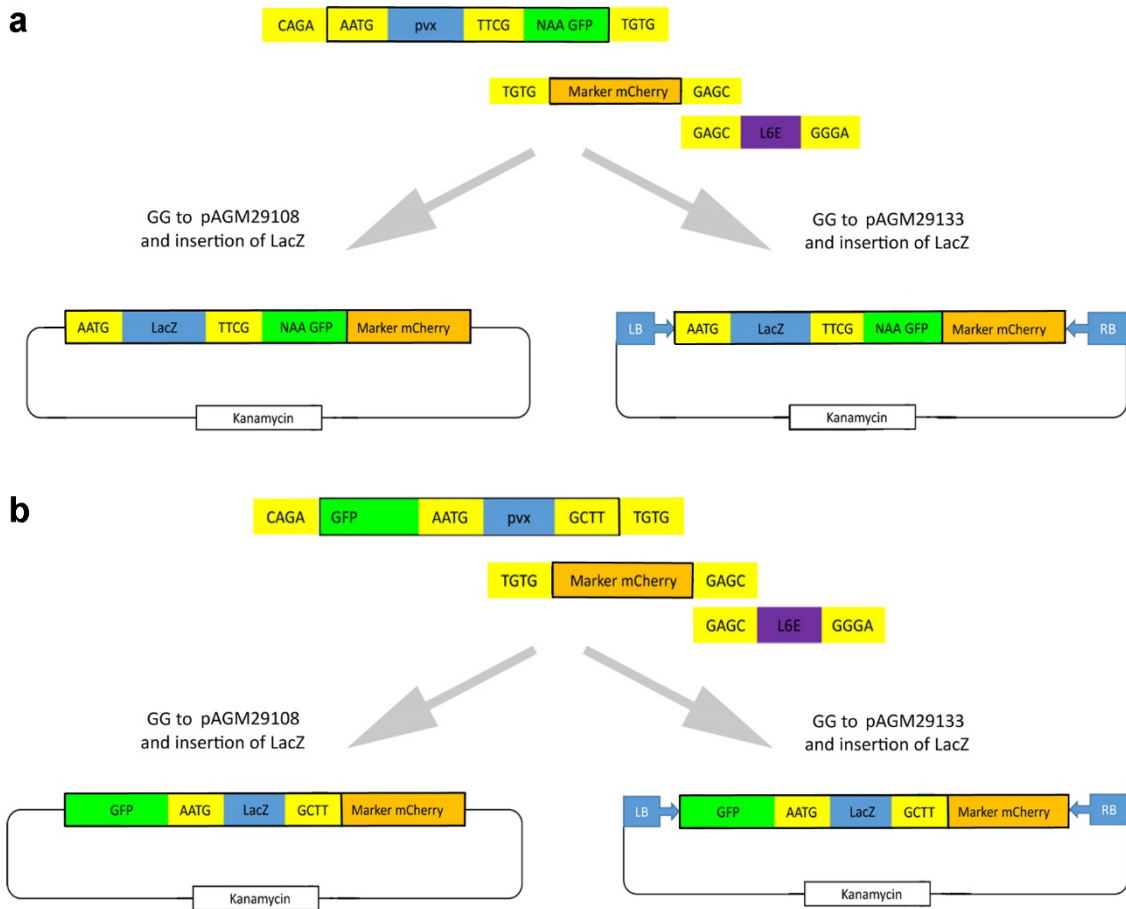 a
CAGA AATG pvx TTCG NAA GFP TGTG
TGTG Marker mCherry GAGC
GAGC L6E GGGA
GG to pAGM29108
and insertion of LacZ
GG to pAGM29133
and insertion of LacZ
AATG LacZ TTCG NAA GFP Marker mCherry
Kanamycin
LB AATG LacZ TTCG NAA GFP Marker mCherry RB
Kanamycin
b
CAGA GFP AATG pvx GCTT TGTG
TGTG Marker mCherry GAGC
GAGC L6E GGGA
GG to pAGM29108
and insertion of LacZ
GG to pAGM29133
and insertion of LacZ
GFP AATG LacZ GCTT Marker mCherry
Kanamycin
LB GFP AATG LacZ GCTT Marker mCherry RB
Kanamycin